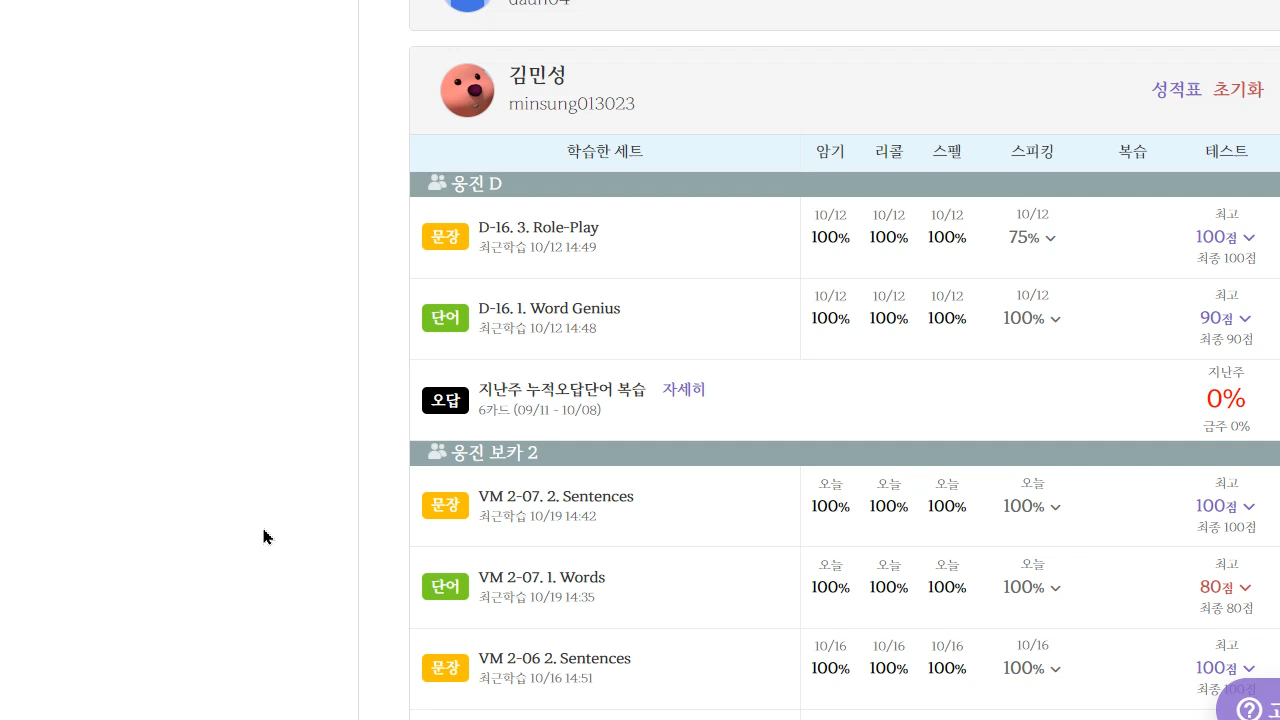 daun04
김민성
minsung013023
성적표 초기화
학습한 세트 암기 리콜 스펠 스피킹 복습 테스트
웅진 D
10/12 10/12 10/12 10/12 최고
문장 D-16. 3. Role-Play 100% 100% 100% 75% 100점
최근학습 10/12 14:49 최종 100점
10/12 10/12 10/12 10/12 최고
단어 D-16. 1. Word Genius 100% 100% 100% 100% 90점
최근학습 10/12 14:48 최종 90점
지난주
오답 지난주 누적오답단어 복습 자세히 0%
6카드 (09/11 - 10/08) 금주 0%
웅진 보카 2
오늘 오늘 오늘 오늘 최고
문장 VM 2-07. 2. Sentences 100% 100% 100% 100% 100점
최근학습 10/19 14:42 최종 100점
오늘 오늘 오늘 오늘 최고
단어 VM 2-07. 1. Words 100% 100% 100% 100% 80점
최근학습 10/19 14:35 최종 80점
10/16 10/16 10/16 10/16 최고
문장 VM 2-06 2. Sentences 100% 100% 100% 100% 100점
최근학습 10/16 14:51 최종 100점